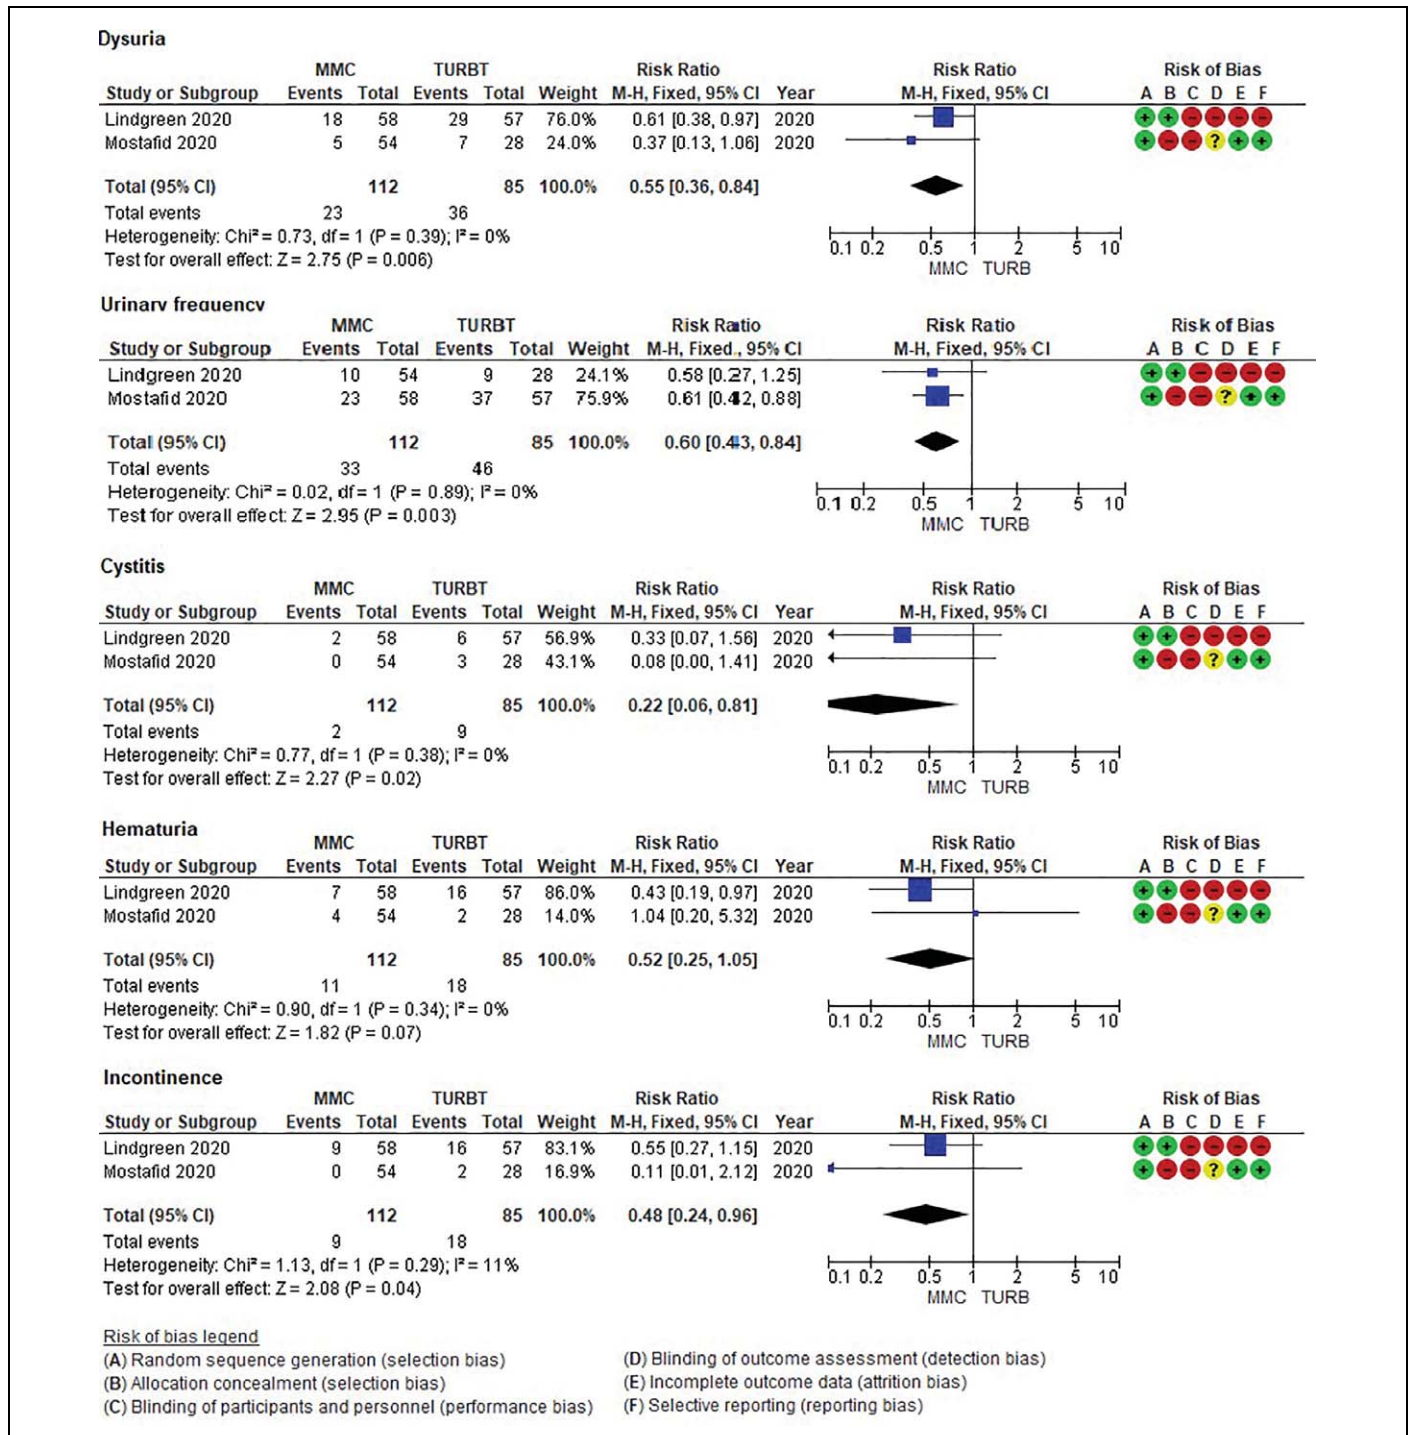 Dysuria
MMC TURBT Risk Ratio Risk Ratio Risk of Bias
Study or Subgroup Events Total Events Total Weight M-H, Fixed, 95% CI Year M-H, Fixed, 95% CI A B C D E F
Lindgreen 2020 18 58 29 57 76.0% 0.61 [0.38, 0.97] 2020 + + - - - -
Mostafid 2020 5 54 7 28 24.0% 0.37 [0.13, 1.06] 2020 + - - ? + +
Total (95% CI) 112 85 100.0% 0.55 [0.36, 0.84]
Total events 23 36
Heterogeneity: Chi² = 0.73, df = 1 (P = 0.39); I² = 0%
Test for overall effect: Z = 2.75 (P = 0.006)
0.1 0.2 0.5 1 2 5 10
MMC TURB
Urinary frequency
MMC TURBT Risk Ratio Risk Ratio Risk of Bias
Study or Subgroup Events Total Events Total Weight M-H, Fixed., 95% CI M-H, Fixed, 95% CI A B C D E F
Lindgreen 2020 10 54 9 28 24.1% 0.58 [0.27, 1.25] + + - - - -
Mostafid 2020 23 58 37 57 75.9% 0.61 [0.42, 0.88] + - - ? + +
Total (95% CI) 112 85 100.0% 0.60 [0.43, 0.84]
Total events 33 46
Heterogeneity: Chi² = 0.02, df = 1 (P = 0.89); I² = 0%
Test for overall effect: Z = 2.95 (P = 0.003)
0.1 0.2 0.5 1 2 5 10
MMC TURB
Cystitis
MMC TURBT Risk Ratio Risk Ratio Risk of Bias
Study or Subgroup Events Total Events Total Weight M-H, Fixed, 95% CI Year M-H, Fixed, 95% CI A B C D E F
Lindgreen 2020 2 58 6 57 56.9% 0.33 [0.07, 1.56] 2020 + + - - - -
Mostafid 2020 0 54 3 28 43.1% 0.08 [0.00, 1.41] 2020 + - - ? + +
Total (95% CI) 112 85 100.0% 0.22 [0.06, 0.81]
Total events 2 9
Heterogeneity: Chi² = 0.77, df = 1 (P = 0.38); I² = 0%
Test for overall effect: Z = 2.27 (P = 0.02)
0.1 0.2 0.5 1 2 5 10
MMC TURB
Hematuria
MMC TURBT Risk Ratio Risk Ratio Risk of Bias
Study or Subgroup Events Total Events Total Weight M-H, Fixed, 95% CI Year M-H, Fixed, 95% CI A B C D E F
Lindgreen 2020 7 58 16 57 86.0% 0.43 [0.19, 0.97] 2020 + + - - - -
Mostafid 2020 4 54 2 28 14.0% 1.04 [0.20, 5.32] 2020 + - - ? + +
Total (95% CI) 112 85 100.0% 0.52 [0.25, 1.05]
Total events 11 18
Heterogeneity: Chi² = 0.90, df = 1 (P = 0.34); I² = 0%
Test for overall effect: Z = 1.82 (P = 0.07)
0.1 0.2 0.5 1 2 5 10
MMC TURB
Incontinence
MMC TURBT Risk Ratio Risk Ratio Risk of Bias
Study or Subgroup Events Total Events Total Weight M-H, Fixed, 95% CI Year M-H, Fixed, 95% CI A B C D E F
Lindgreen 2020 9 58 16 57 83.1% 0.55 [0.27, 1.15] 2020 + + - - - -
Mostafid 2020 0 54 2 28 16.9% 0.11 [0.01, 2.12] 2020 + - - ? + +
Total (95% CI) 112 85 100.0% 0.48 [0.24, 0.96]
Total events 9 18
Heterogeneity: Chi² = 1.13, df = 1 (P = 0.29); I² = 11%
Test for overall effect: Z = 2.08 (P = 0.04)
0.1 0.2 0.5 1 2 5 10
MMC TURB
Risk of bias legend
(A) Random sequence generation (selection bias)
(B) Allocation concealment (selection bias)
(C) Blinding of participants and personnel (performance bias)
(D) Blinding of outcome assessment (detection bias)
(E) Incomplete outcome data (attrition bias)
(F) Selective reporting (reporting bias)